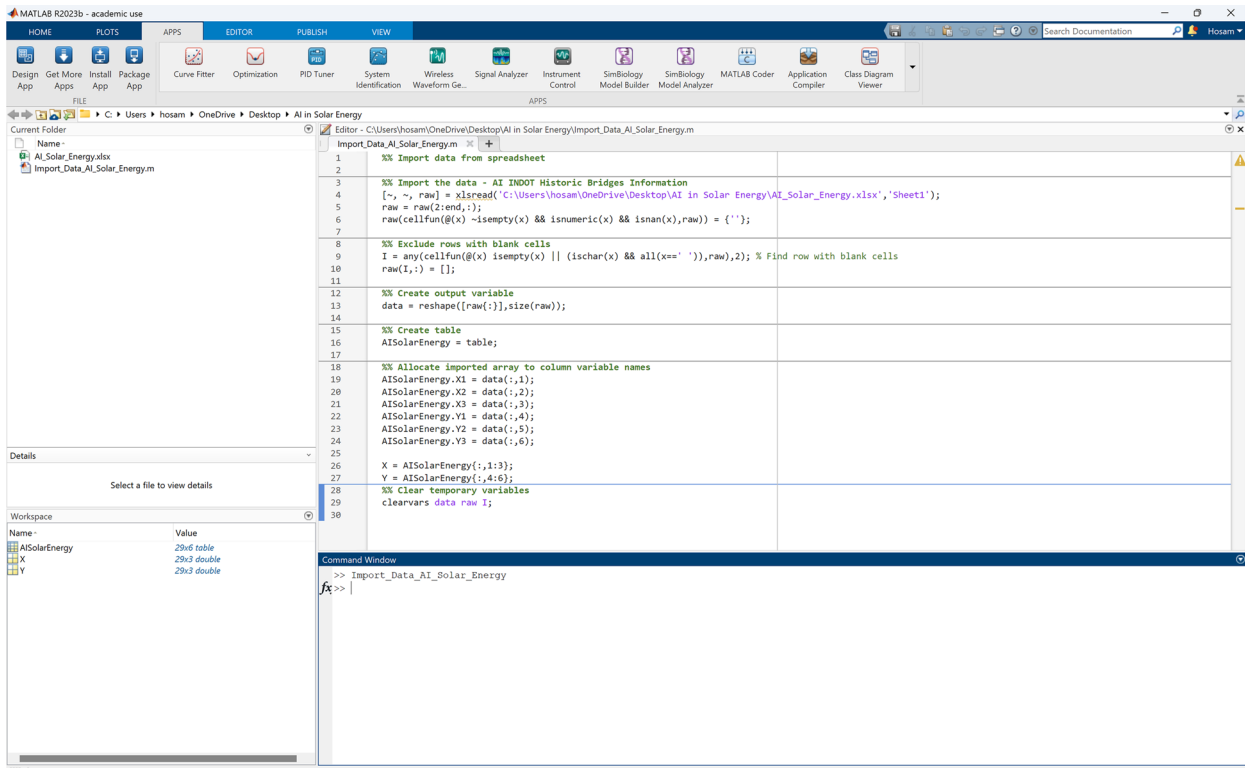 MATLAB R2023b - academic use
HOME PLOTS APPS EDITOR PUBLISH VIEW Search Documentation Hosam
Design App
Get More Apps
Install App
Package App
Curve Fitter
Optimization
PID Tuner
System Identification
Wireless Waveform Ge...
Signal Analyzer
Instrument Control
SimBiology Model Builder
SimBiology Model Analyzer
MATLAB Coder
Application Compiler
Class Diagram Viewer
FILE APPS
C: Users hosam OneDrive Desktop AI in Solar Energy
Current Folder
Name
AI_Solar_Energy.xlsx
Import_Data_AI_Solar_Energy.m
Details
Select a file to view details
Workspace
Name Value
AISolarEnergy 29x6 table
X 29x3 double
Y 29x3 double
Editor - C:\Users\hosam\OneDrive\Desktop\AI in Solar Energy\Import_Data_AI_Solar_Energy.m
Import_Data_AI_Solar_Energy.m
1 %% Import data from spreadsheet
2
3 %% Import the data - AI INDOT Historic Bridges Information
4 [~, ~, raw] = xlsread('C:\Users\hosam\OneDrive\Desktop\AI in Solar Energy\AI_Solar_Energy.xlsx','Sheet1');
5 raw = raw(2:end,:);
6 raw(cellfun(@(x) ~isempty(x) && isnumeric(x) && isnan(x),raw)) = {''};
7
8 %% Exclude rows with blank cells
9 I = any(cellfun(@(x) isempty(x) || (ischar(x) && all(x==' ')),raw),2); % Find row with blank cells
10 raw(I,:) = [];
11
12 %% Create output variable
13 data = reshape([raw{:}],size(raw));
14
15 %% Create table
16 AISolarEnergy = table;
17
18 %% Allocate imported array to column variable names
19 AISolarEnergy.X1 = data(:,1);
20 AISolarEnergy.X2 = data(:,2);
21 AISolarEnergy.X3 = data(:,3);
22 AISolarEnergy.Y1 = data(:,4);
23 AISolarEnergy.Y2 = data(:,5);
24 AISolarEnergy.Y3 = data(:,6);
25
26 X = AISolarEnergy{:,1:3};
27 Y = AISolarEnergy{:,4:6};
28 %% Clear temporary variables
29 clearvars data raw I;
30
Command Window
>> Import_Data_AI_Solar_Energy
fx >>